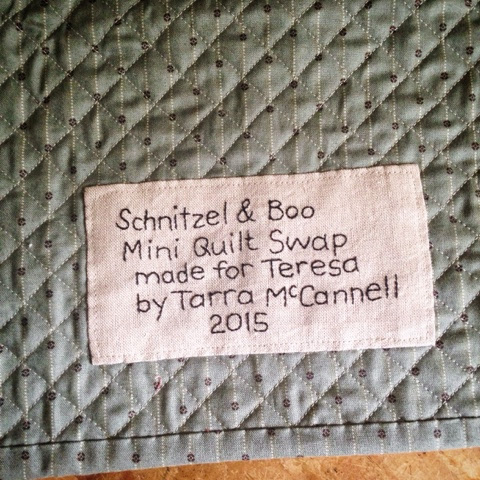 Schnitzel & Boo
Mini Quilt Swap
made for Teresa
by Tarra McCannell
2015